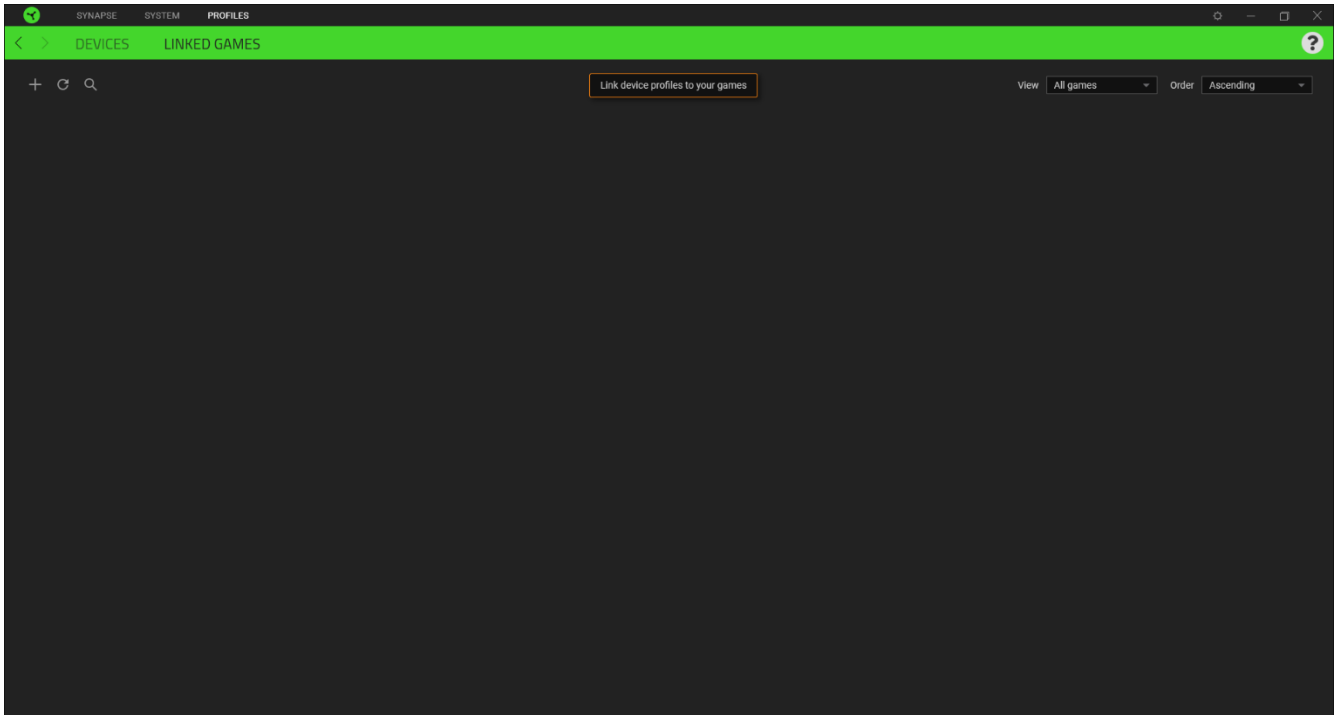 SYNAPSE SYSTEM PROFILES
DEVICES LINKED GAMES ?
Link device profiles to your games View All games Order Ascending